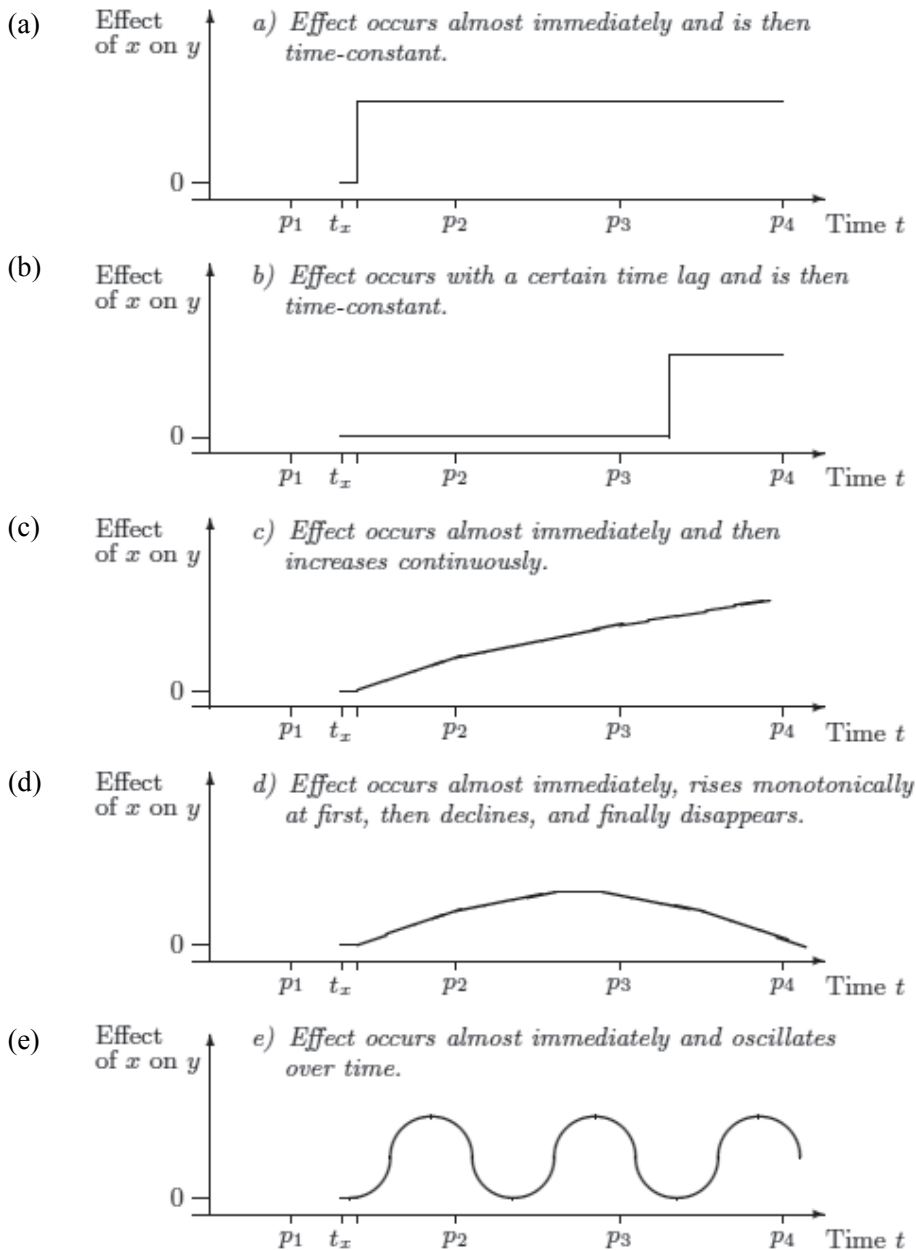 (a)
Effect
of x on y
a) Effect occurs almost immediately and is then
time-constant.
0
p1 tx p2 p3 p4 Time t
(b)
Effect
of x on y
b) Effect occurs with a certain time lag and is then
time-constant.
0
p1 tx p2 p3 p4 Time t
(c)
Effect
of x on y
c) Effect occurs almost immediately and then
increases continuously.
0
p1 tx p2 p3 p4 Time t
(d)
Effect
of x on y
d) Effect occurs almost immediately, rises monotonically
at first, then declines, and finally disappears.
0
p1 tx p2 p3 p4 Time t
(e)
Effect
of x on y
e) Effect occurs almost immediately and oscillates
over time.
0
p1 tx p2 p3 p4 Time t